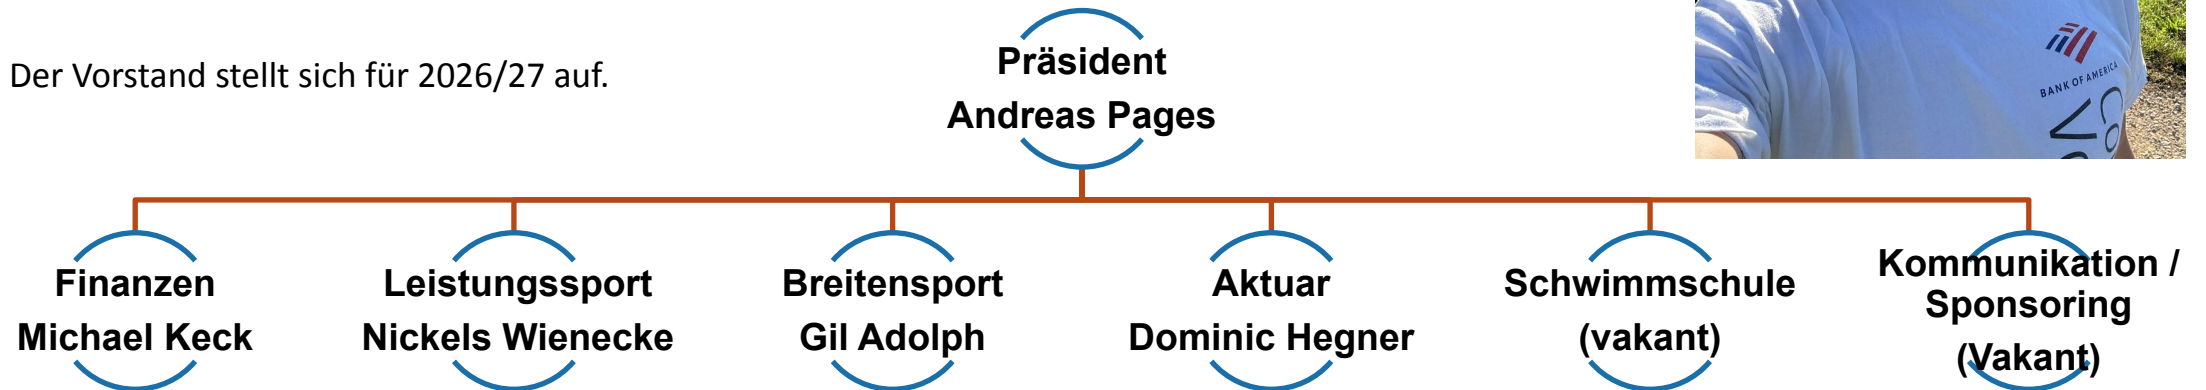 Der Vorstand stellt sich für 2026/27 auf.
Präsident
Andreas Pages
BANK OF AMERICA
CO
Finanzen
Michael Keck
Leistungssport
Nickels Wienecke
Breitensport
Gil Adolph
Aktuar
Dominic Hegner
Schwimmschule
(vakant)
Kommunikation /
Sponsoring
(Vakant)